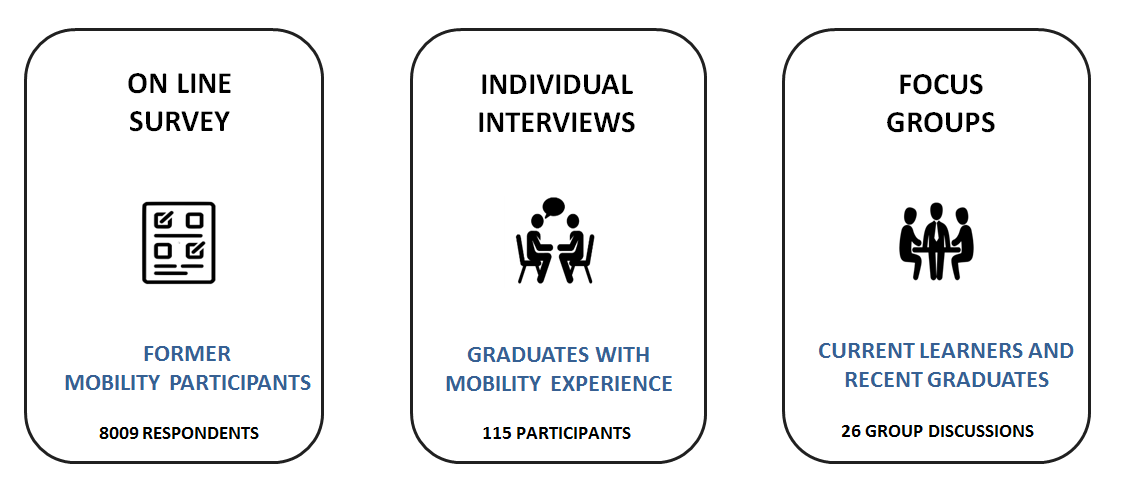 ON LINE
SURVEY
FORMER
MOBILITY PARTICIPANTS
8009 RESPONDENTS
INDIVIDUAL
INTERVIEWS
GRADUATES WITH
MOBILITY EXPERIENCE
115 PARTICIPANTS
FOCUS
GROUPS
CURRENT LEARNERS AND
RECENT GRADUATES
26 GROUP DISCUSSIONS